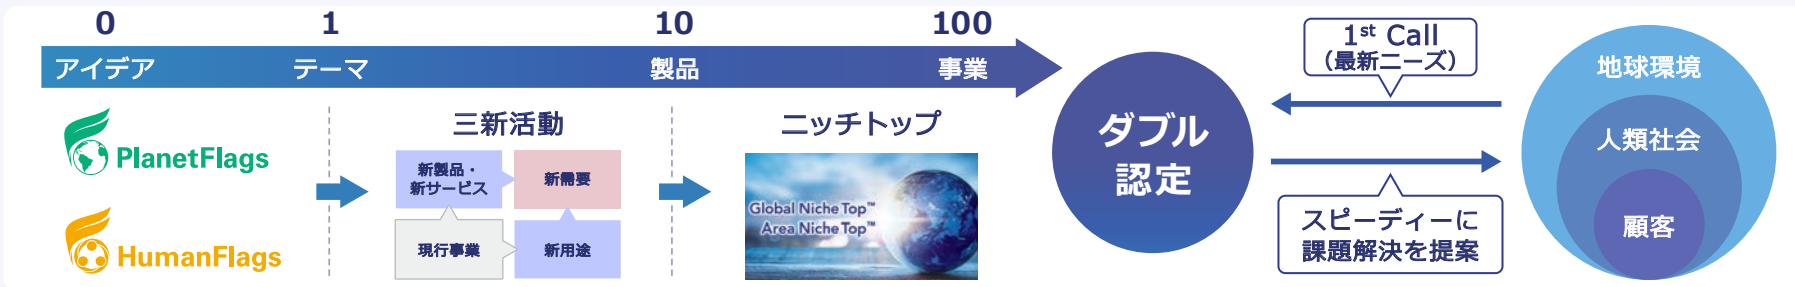 0 1 10 100
アイデア テーマ 製品 事業
PlanetFlags
HumanFlags
三新活動
新製品・
新サービス
新需要
現行事業
新用途
ニッチトップ
Global Niche Top™
Area Niche Top™
ダブル
認定
1st Call
（最新ニーズ）
スピーディーに
課題解決を提案
地球環境
人類社会
顧客